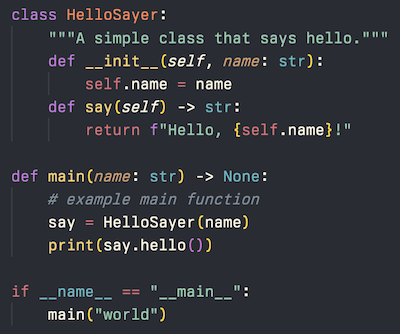 class HelloSayer:
    """A simple class that says hello."""
    def __init__(self, name: str):
        self.name = name
    def say(self) -> str:
        return f"Hello, {self.name}!"

def main(name: str) -> None:
    # example main function
    say = HelloSayer(name)
    print(say.hello())

if __name__ == "__main__":
    main("world")